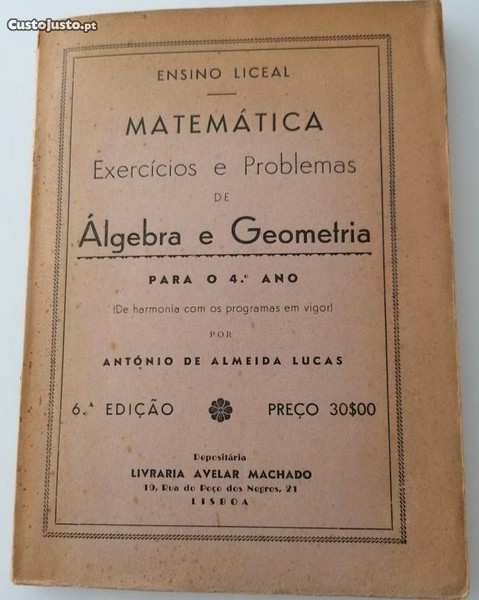 CustoJusto.pt
ENSINO LICEAL
MATEMÁTICA
Exercícios e Problemas
DE
Álgebra e Geometria
PARA O 4.º ANO
(De harmonia com os programas em vigor)
POR
ANTÓNIO DE ALMEIDA LUCAS
6.ª EDIÇÃO PREÇO 30$00
Depositária
LIVRARIA AVELAR MACHADO
19, Rua do Poço dos Negros, 21
LISBOA